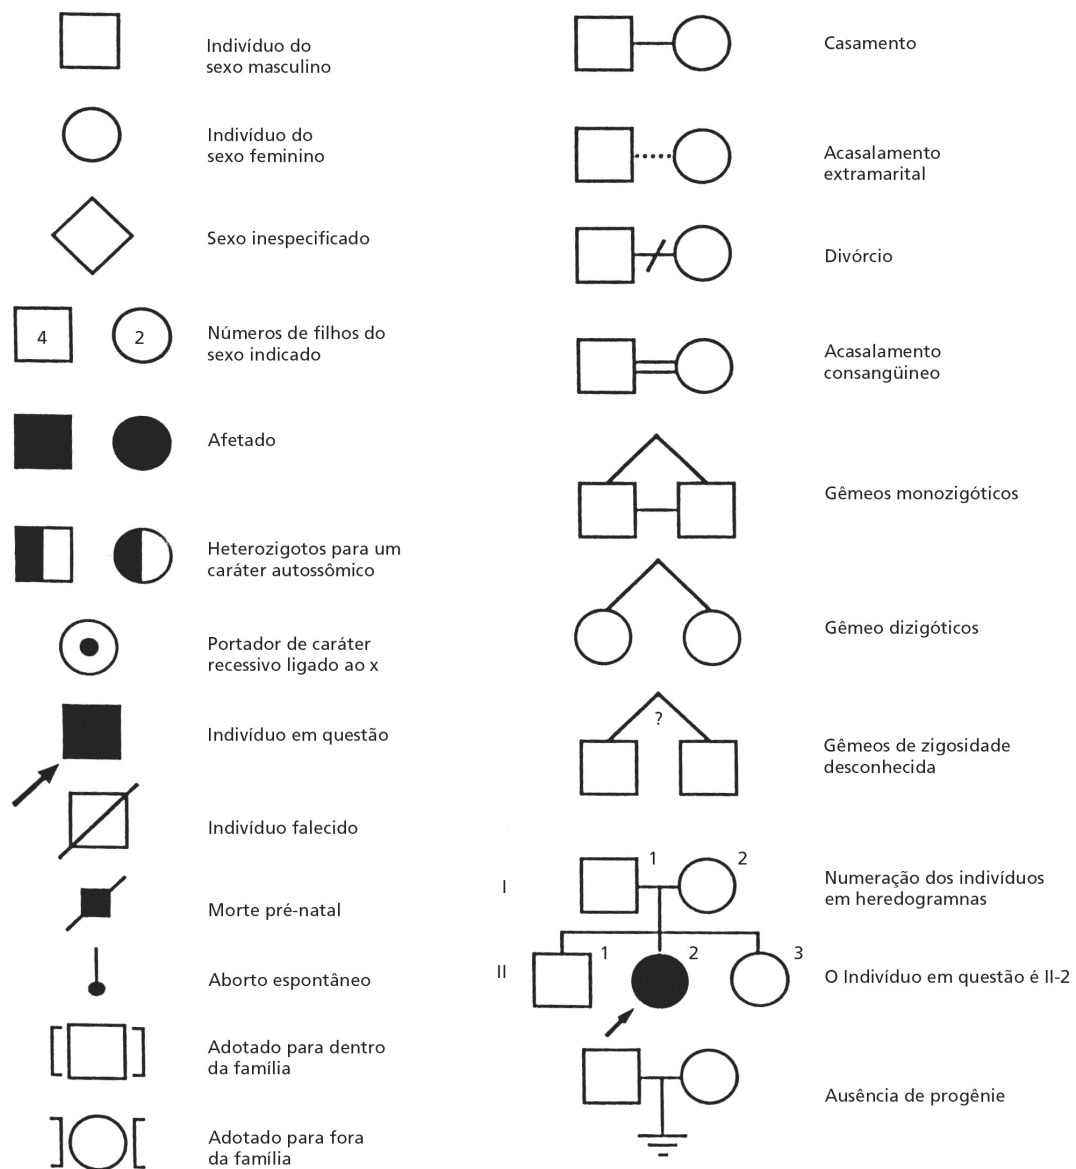 Indivíduo do
sexo masculino
Indivíduo do
sexo feminino
Sexo inespecificado
4
2
Números de filhos do
sexo indicado
Afetado
Heterozigotos para um
caráter autossômico
Portador de caráter
recessivo ligado ao x
Indivíduo em questão
Indivíduo falecido
Morte pré-natal
Aborto espontâneo
Adotado para dentro
da família
Adotado para fora
da família
Casamento
Acasalamento
extramarital
Divórcio
Acasalamento
consangüineo
Gêmeos monozigóticos
Gêmeo dizigóticos
?
Gêmeos de zigosidade
desconhecida
I
1
2
Numeração dos indivíduos
em heredogramnas
II
1
2
3
O Indivíduo em questão é II-2
Ausência de progênie